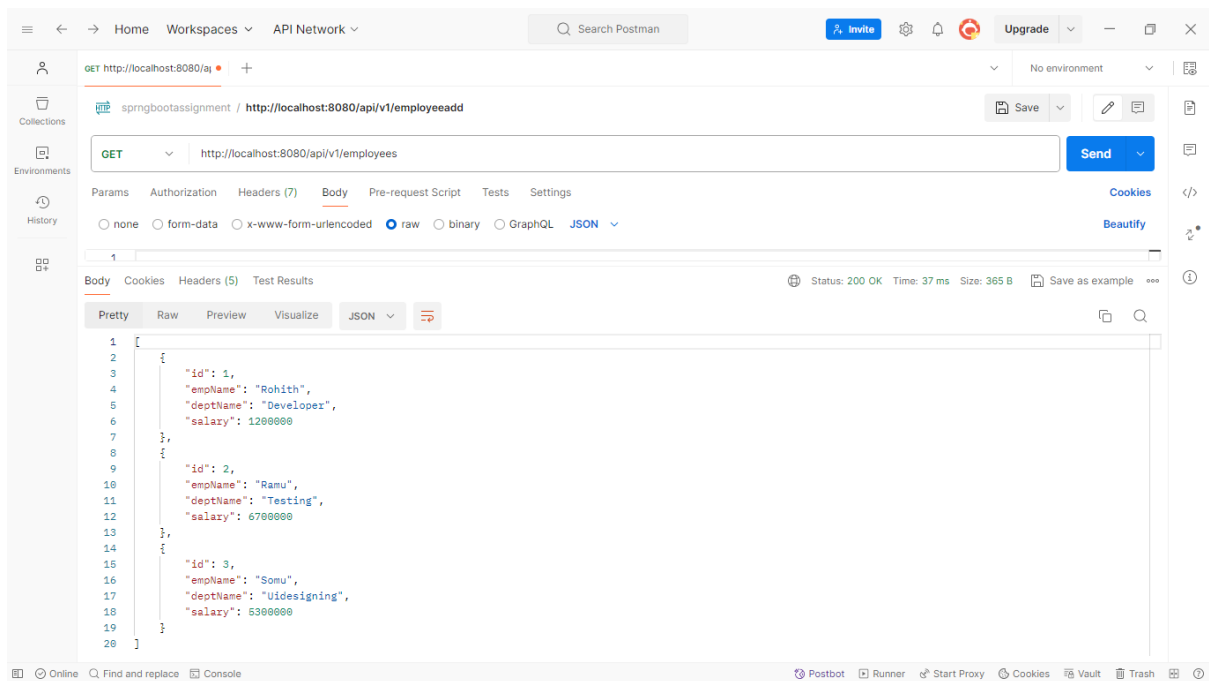 Home Workspaces API Network Search Postman Invite Upgrade
GET http://localhost:8080/a No environment
HTTP sprngbootassignment / http://localhost:8080/api/v1/employeeadd Save
Collections
GET http://localhost:8080/api/v1/employees Send
Environments
Params Authorization Headers (7) Body Pre-request Script Tests Settings Cookies
History
none form-data x-www-form-urlencoded raw binary GraphQL JSON Beautify
1
Body Cookies Headers (5) Test Results Status: 200 OK Time: 37 ms Size: 365 B Save as example
Pretty Raw Preview Visualize JSON
1 [
2 {
3 "id": 1,
4 "empName": "Rohith",
5 "deptName": "Developer",
6 "salary": 1200000
7 },
8 {
9 "id": 2,
10 "empName": "Ramu",
11 "deptName": "Testing",
12 "salary": 6700000
13 },
14 {
15 "id": 3,
16 "empName": "Somu",
17 "deptName": "Uidesigning",
18 "salary": 5300000
19 }
20 ]
Online Find and replace Console Postbot Runner Start Proxy Cookies Vault Trash